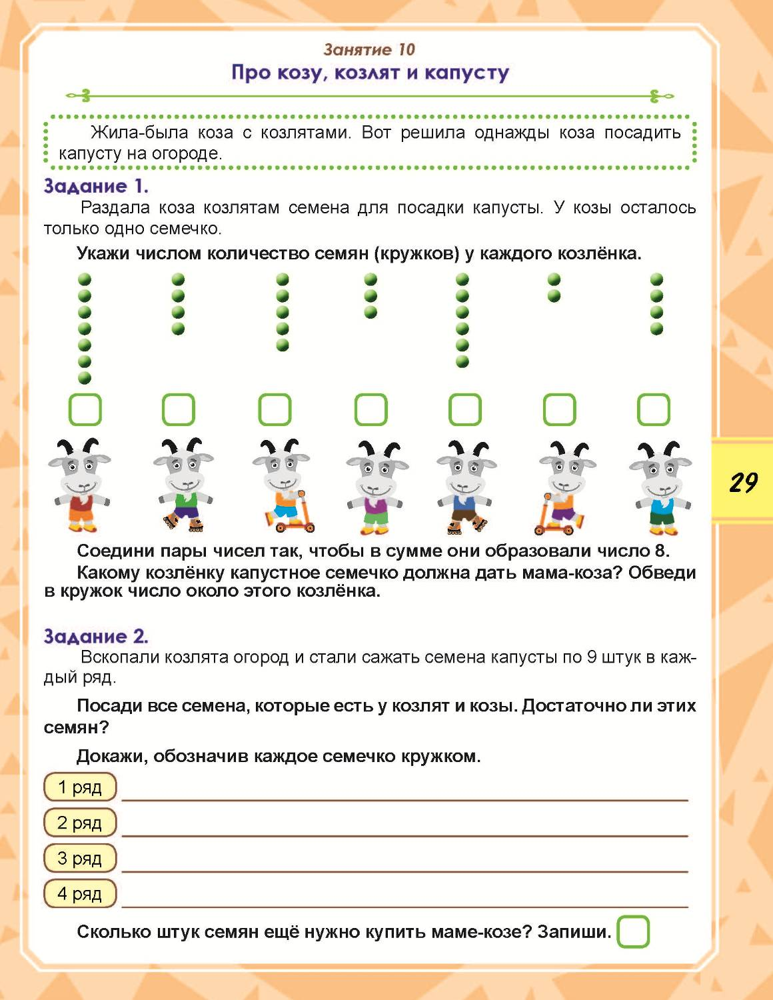 Занятие 10
Про козу, козлят и капусту
Жила-была коза с козлятами. Вот решила однажды коза посадить
капусту на огороде.
Задание 1.
Раздала коза козлятам семена для посадки капусты. У козы осталось
только одно семечко.
Укажи числом количество семян (кружков) у каждого козлёнка.
29
Соедини пары чисел так, чтобы в сумме они образовали число 8.
Какому козлёнку капустное семечко должна дать мама-коза? Обведи
в кружок число около этого козлёнка.
Задание 2.
Вскопали козлята огород и стали сажать семена капусты по 9 штук в каж-
дый ряд.
Посади все семена, которые есть у козлят и козы. Достаточно ли этих
семян?
Докажи, обозначив каждое семечко кружком.
1 ряд
2 ряд
3 ряд
4 ряд
Сколько штук семян ещё нужно купить маме-козе? Запиши.